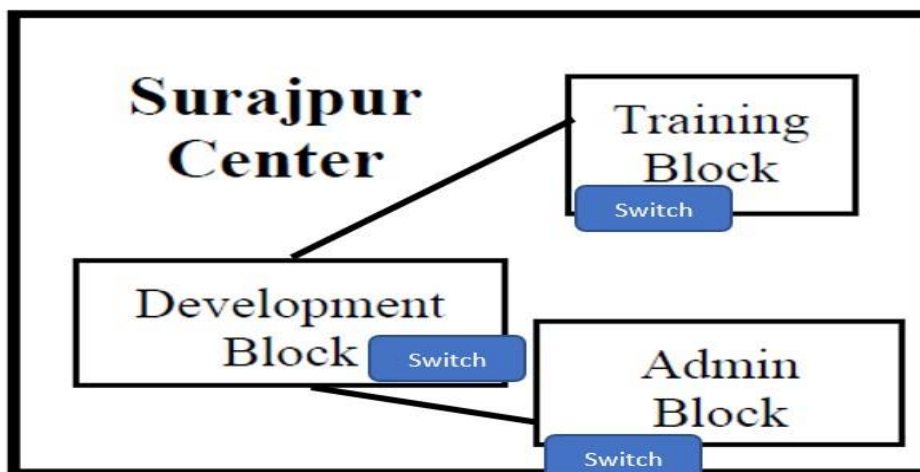 Surajpur
Center
Training
Block
Switch
Development
Block
Switch
Admin
Block
Switch